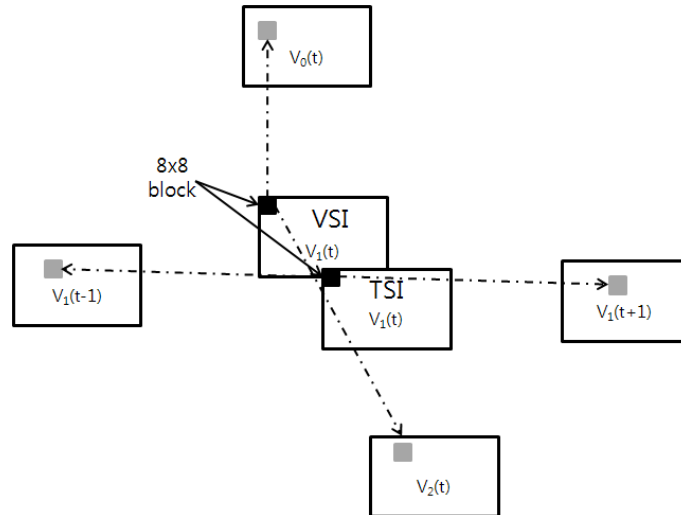 V₀(t)
8x8
block
VSI
V₁(t)
TSI
V₁(t-1)
V₁(t)
V₁(t+1)
V₂(t)